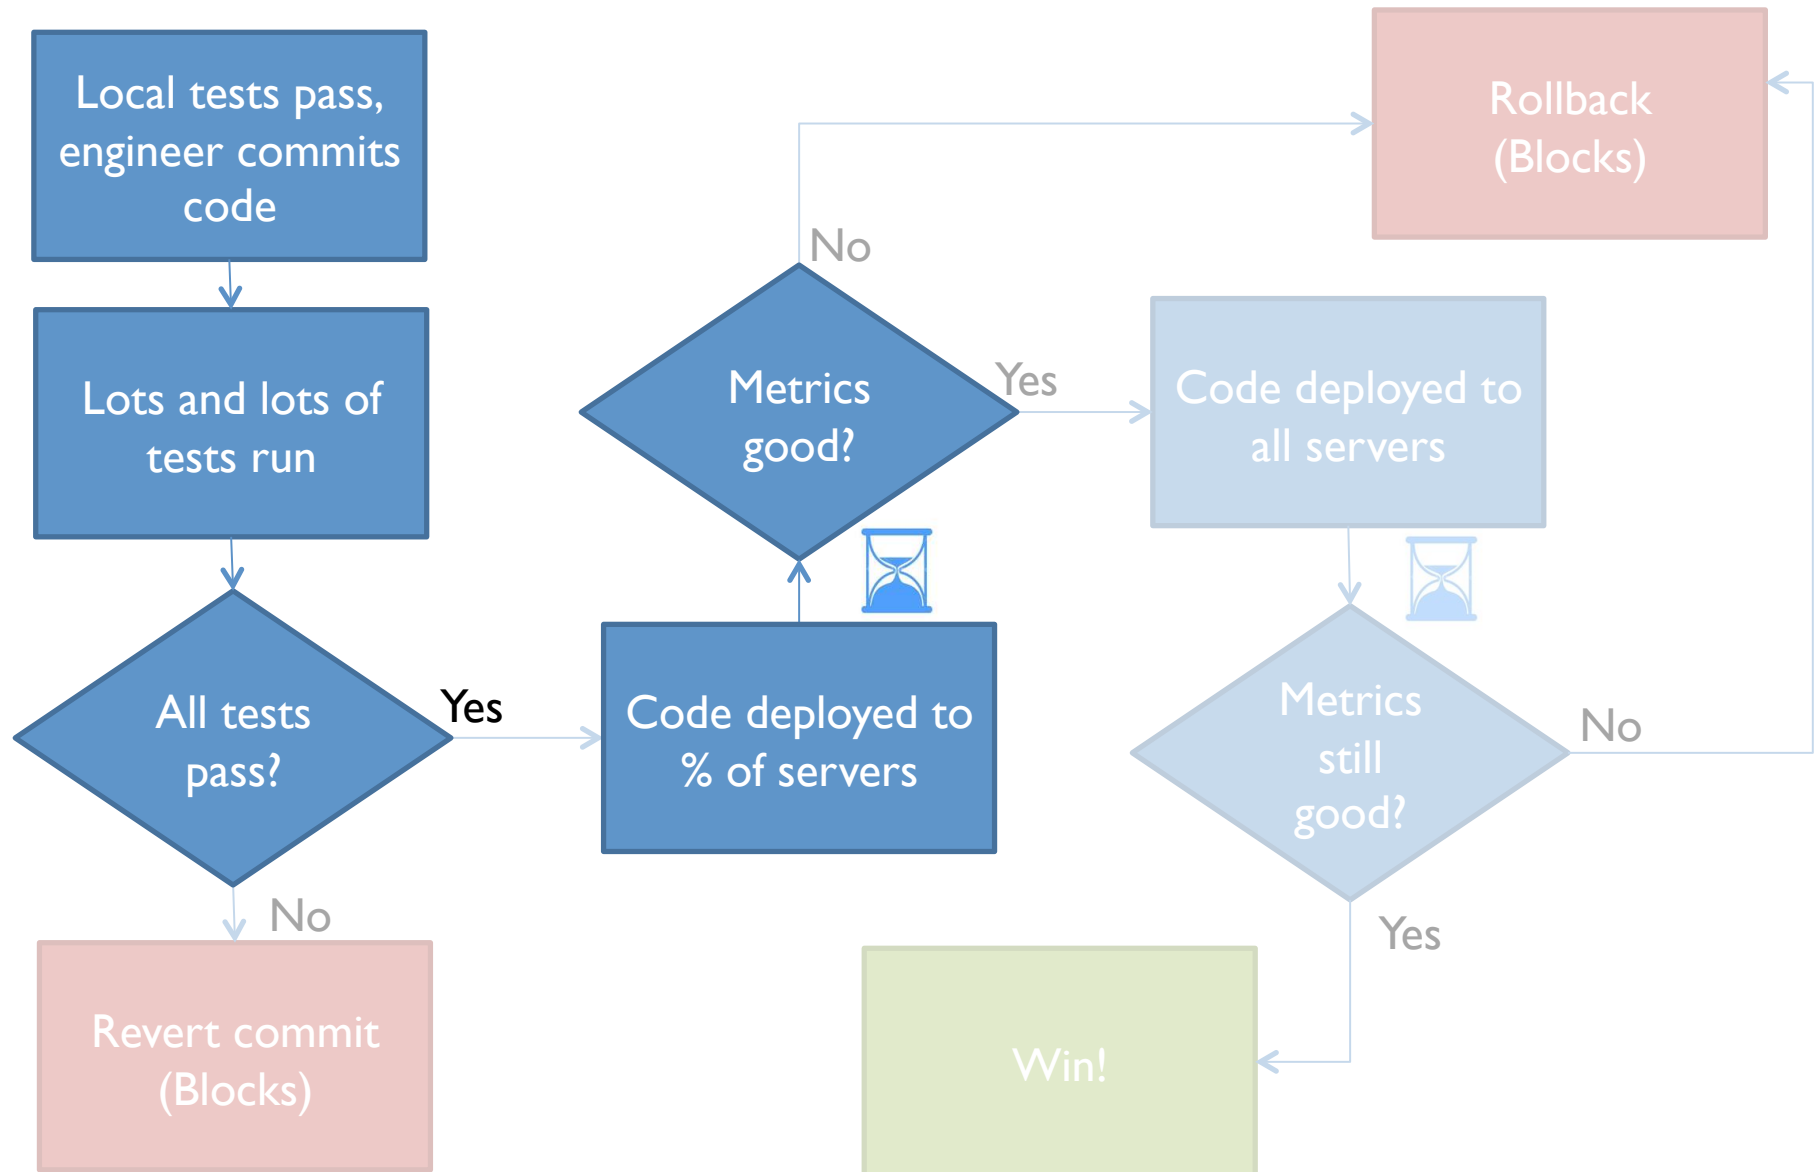 Local tests pass,
engineer commits
code
Lots and lots of
tests run
All tests
pass?
Yes
No
Revert commit
(Blocks)
Code deployed to
% of servers
Metrics
good?
No
Yes
Rollback
(Blocks)
Code deployed to
all servers
Metrics
still
good?
No
Yes
Win!